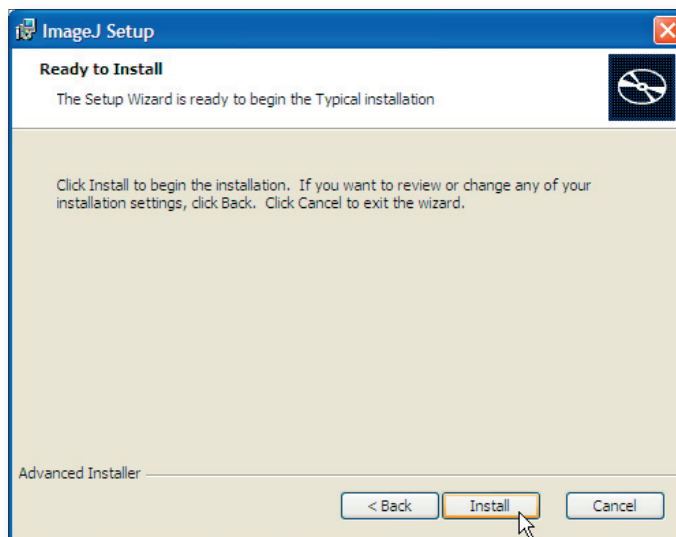 ImageJ Setup
Ready to Install
The Setup Wizard is ready to begin the Typical installation
Click Install to begin the installation. If you want to review or change any of your
installation settings, click Back. Click Cancel to exit the wizard.
Advanced Installer
< Back Install Cancel